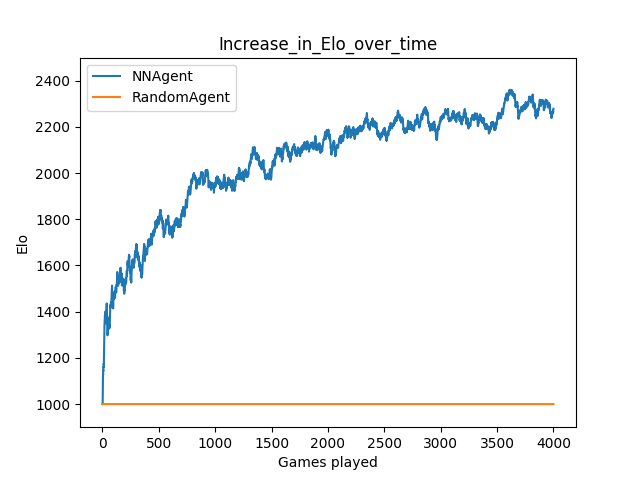 Increase_in_Elo_over_time
NNAgent
RandomAgent
2400
2200
2000
1800
1600
1400
1200
1000
Elo
0 500 1000 1500 2000 2500 3000 3500 4000
Games played